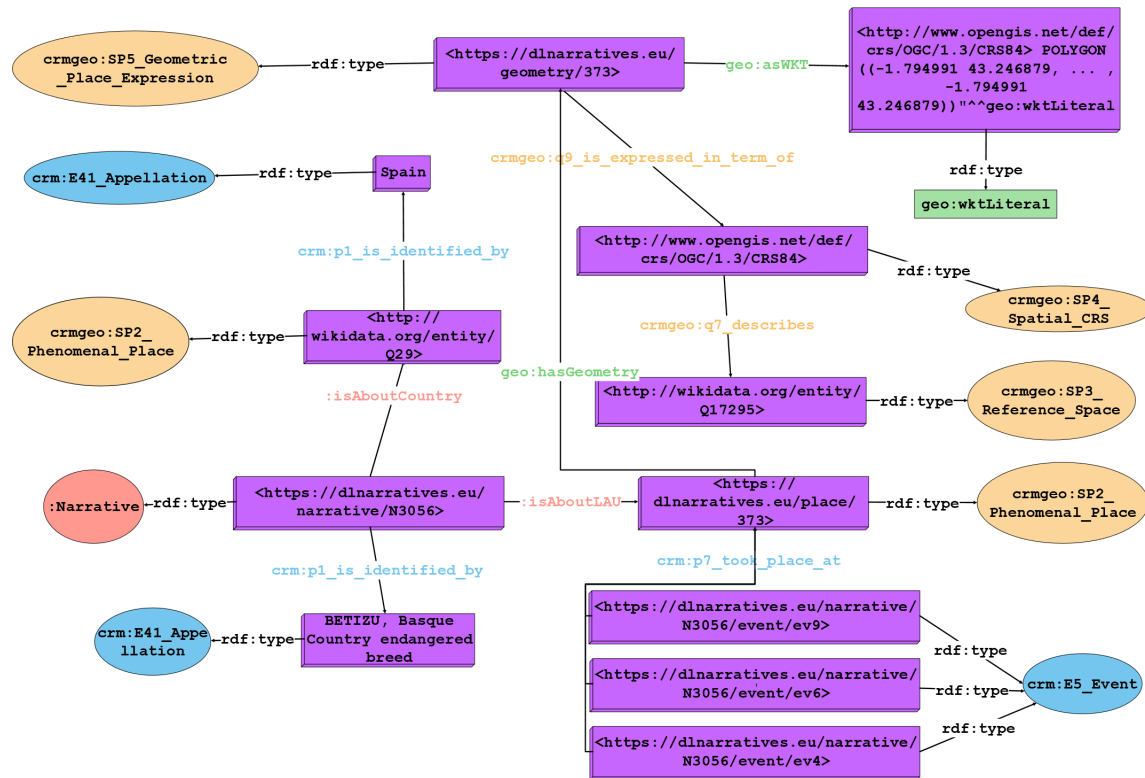 <http://www.opengis.net/def/
crs/OGC/1.3/CRS84> POLYGON
((-1.794991 43.246879, ... ,
-1.794991
43.246879))"^^geo:wktLiteral
crmgeo:SP5_Geometric
_Place_Expression
rdf:type
<https://dlnarratives.eu/
geometry/373>
geo:asWKT
rdf:type
geo:wktLiteral
crmgeo:q9_is_expressed_in_term_of
crm:E41_Appellation
rdf:type
Spain
crm:p1_is_identified_by
<http://www.opengis.net/def/
crs/OGC/1.3/CRS84>
rdf:type
crmgeo:SP4_
Spatial_CRS
crmgeo:SP2_
Phenomenal_Place
rdf:type
<http://
wikidata.org/entity/
Q29>
crmgeo:q7_describes
geo:hasGeometry
:isAboutCountry
<http://wikidata.org/entity/
Q17295>
rdf:type
crmgeo:SP3_
Reference_Space
:Narrative
rdf:type
<https://dlnarratives.eu/
narrative/N3056>
:isAboutLAU
<https://
dlnarratives.eu/place/
373>
rdf:type
crmgeo:SP2_
Phenomenal_Place
crm:p1_is_identified_by
crm:p7_took_place_at
crm:E41_Appe
llation
rdf:type
BETIZU, Basque
Country endangered
breed
<https://dlnarratives.eu/narrative/
N3056/event/ev9>
rdf:type
<https://dlnarratives.eu/narrative/
N3056/event/ev6>
rdf:type
crm:E5_Event
<https://dlnarratives.eu/narrative/
N3056/event/ev4>
rdf:type